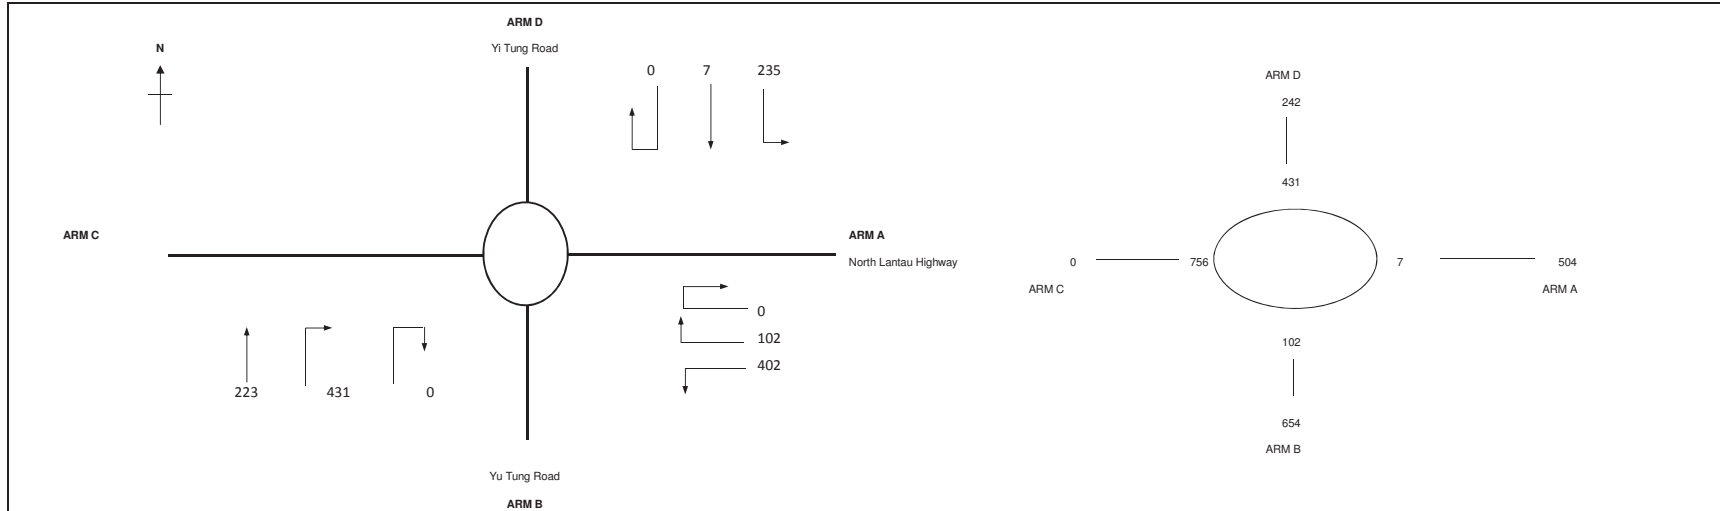 ARM D
Yi Tung Road
N
0 7 235
ARM C
ARM A
North Lantau Highway
0
102
402
223 431 0
Yu Tung Road
ARM B
ARM D
242
431
0 756 7 504
ARM C ARM A
102
654
ARM B